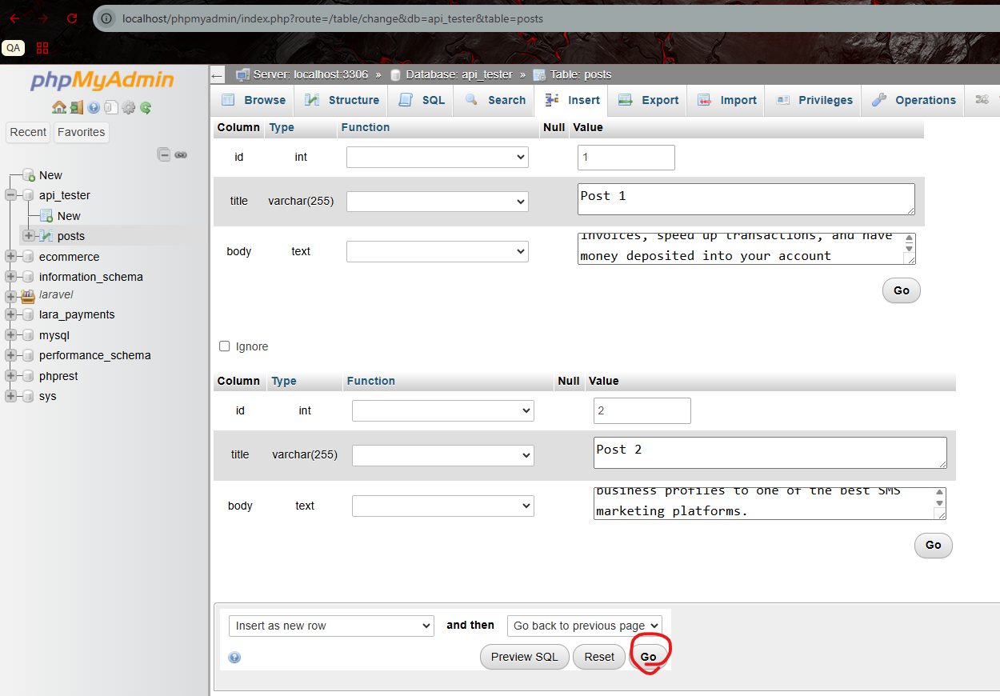 localhost/phpmyadmin/index.php?route=/table/change&db=api_tester&table=posts
QA
phpMyAdmin
Recent Favorites
New
api_tester
New
posts
ecommerce
information_schema
laravel
lara_payments
mysql
performance_schema
phprest
sys
Server: localhost:3306 » Database: api_tester » Table: posts
Browse Structure SQL Search Insert Export Import Privileges Operations
Column Type Function Null Value
id int 1
title varchar(255) Post 1
body text invoices, speed up transactions, and have
money deposited into your account
Go
Ignore
Column Type Function Null Value
id int 2
title varchar(255) Post 2
body text business profiles to one of the best SMS
marketing platforms.
Go
Insert as new row and then Go back to previous page
Preview SQL Reset Go